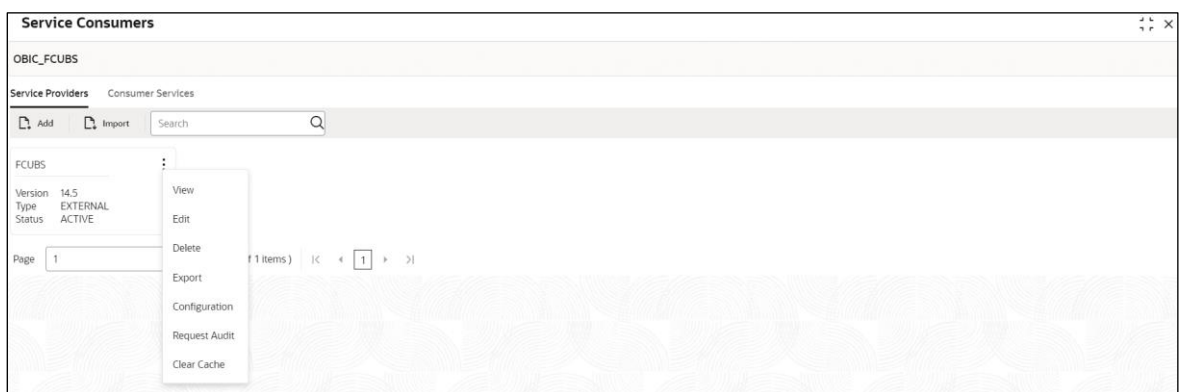 Service Consumers
OBIC_FCUBS
Service Providers Consumer Services
Add Import Search
FCUBS
Version 14.5
Type EXTERNAL
Status ACTIVE
View
Edit
Delete
Export
Configuration
Request Audit
Clear Cache
Page 1 f 1 items ) 1